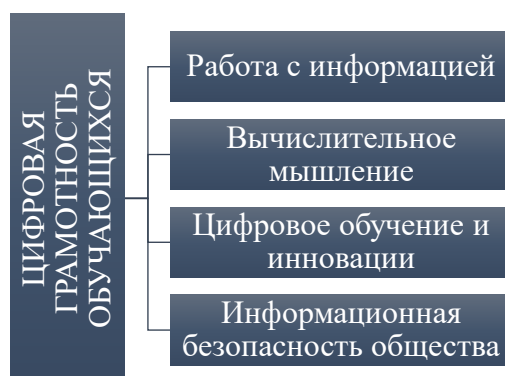 ЦИФРОВАЯ
ГРАМОТНОСТЬ
ОБУЧАЮЩИХСЯ
Работа с информацией
Вычислительное
мышление
Цифровое обучение и
инновации
Информационная
безопасность общества